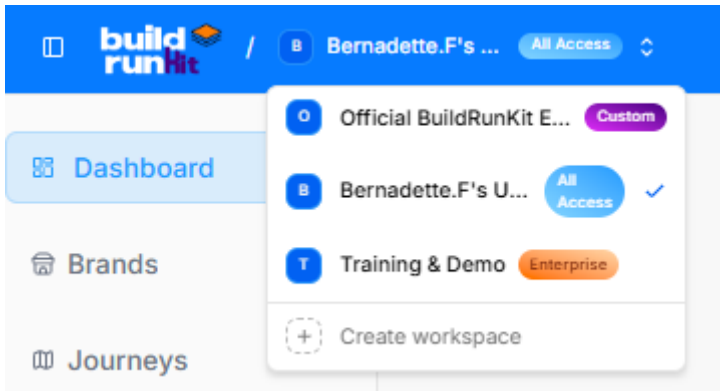 build
runKit
/
B
Bernadette.F's ...
All Access
O
Official BuildRunKit E...
Custom
Dashboard
B
Bernadette.F's U...
All
Access
Brands
T
Training & Demo
Enterprise
+
Create workspace
Journeys